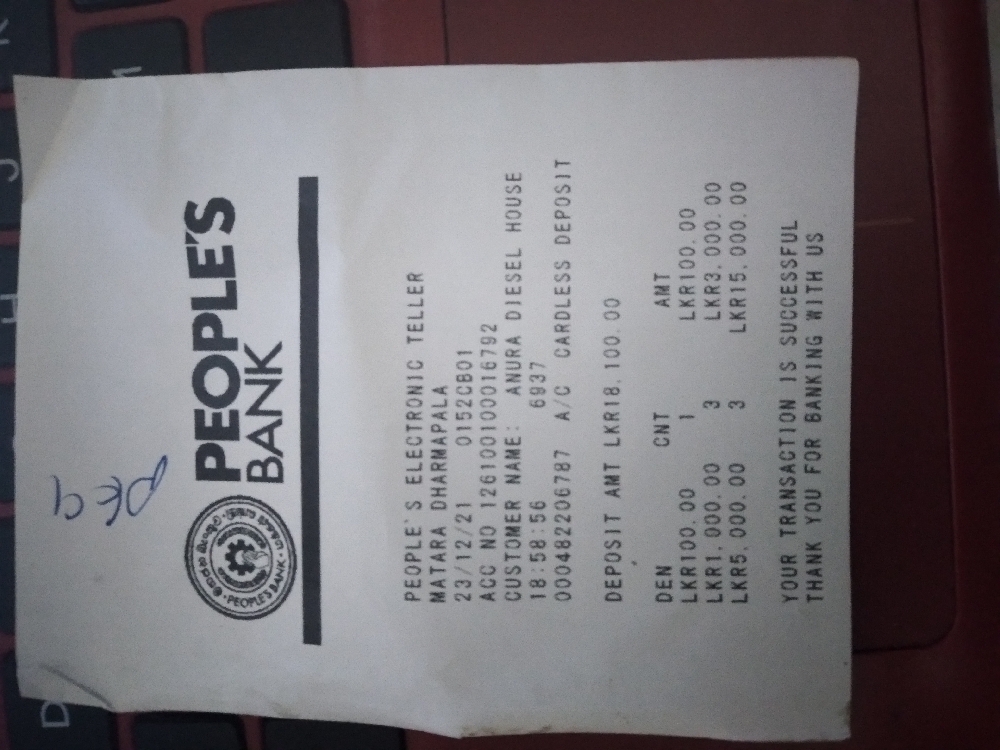 PEOPLE'S
BANK
PEOPLE'S BANK
PEOPLE'S ELECTRONIC TELLER
MATARA DHARMAPALA
23/12/21 0152CB01
ACC NO 126100100016792
CUSTOMER NAME: ANURA DIESEL HOUSE
18:58:56 6937
000482206787 A/C CARDLESS DEPOSIT
DEPOSIT AMT LKR18,100.00
DEN CNT AMT
LKR100.00 1 LKR100.00
LKR1,000.00 3 LKR3,000.00
LKR5,000.00 3 LKR15,000.00
YOUR TRANSACTION IS SUCCESSFUL
THANK YOU FOR BANKING WITH US